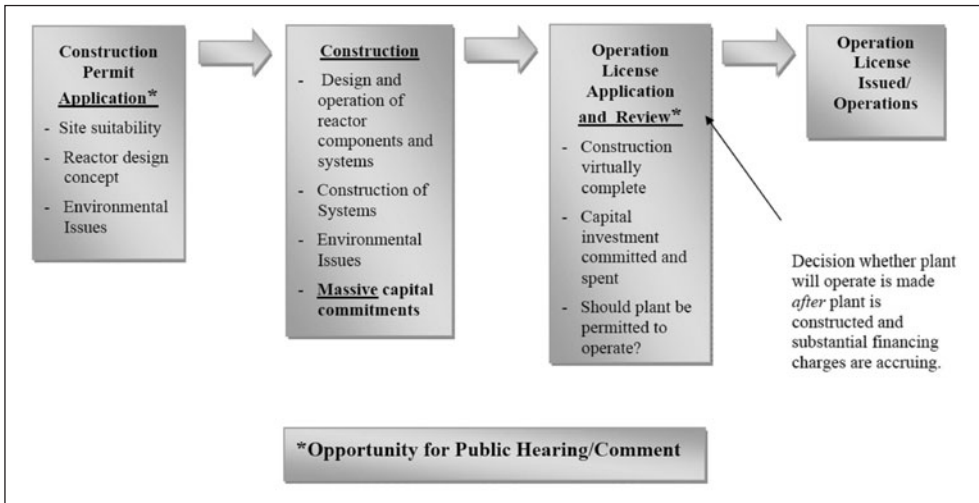 Construction
Permit
Application*
- Site suitability
- Reactor design
concept
- Environmental
Issues
Construction
- Design and
operation of
reactor
components and
systems
- Construction of
Systems
- Environmental
Issues
- Massive capital
commitments
Operation
License
Application
and Review*
- Construction
virtually
complete
- Capital
investment
committed and
spent
- Should plant be
permitted to
operate?
Operation
License
Issued/
Operations
Decision whether plant
will operate is made
after plant is
constructed and
substantial financing
charges are accruing.
*Opportunity for Public Hearing/Comment